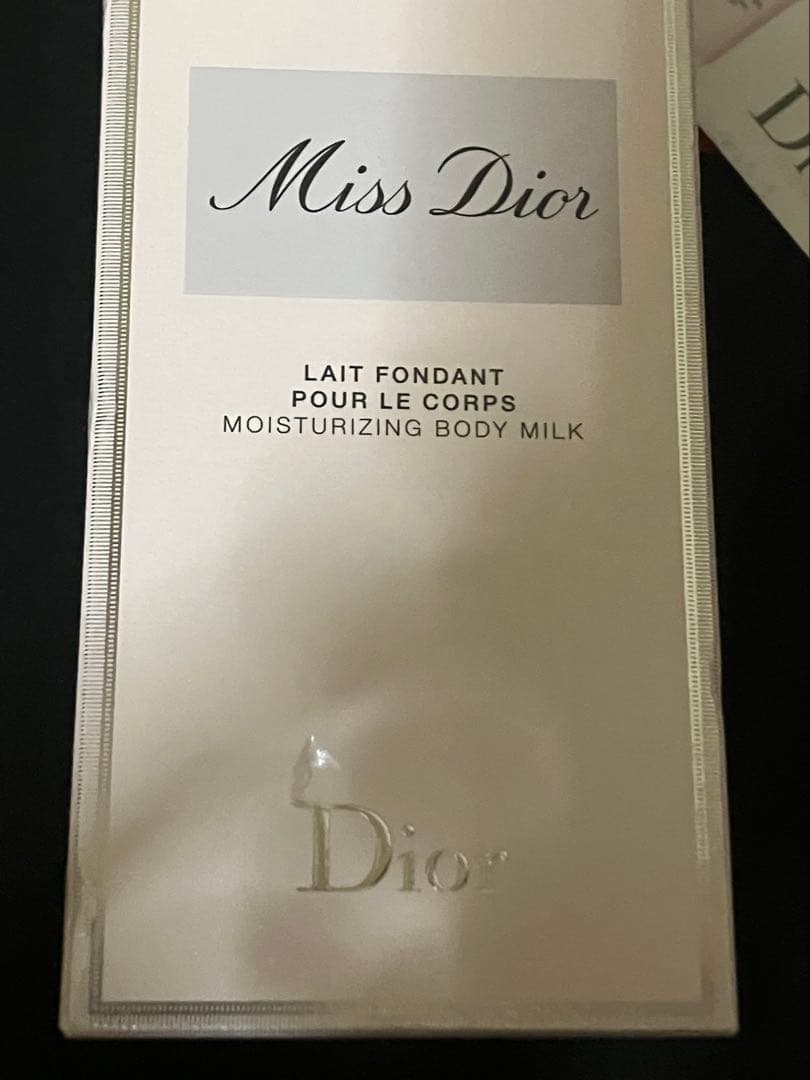 Miss Dior
LAIT FONDANT
POUR LE CORPS
MOISTURIZING BODY MILK
Dior